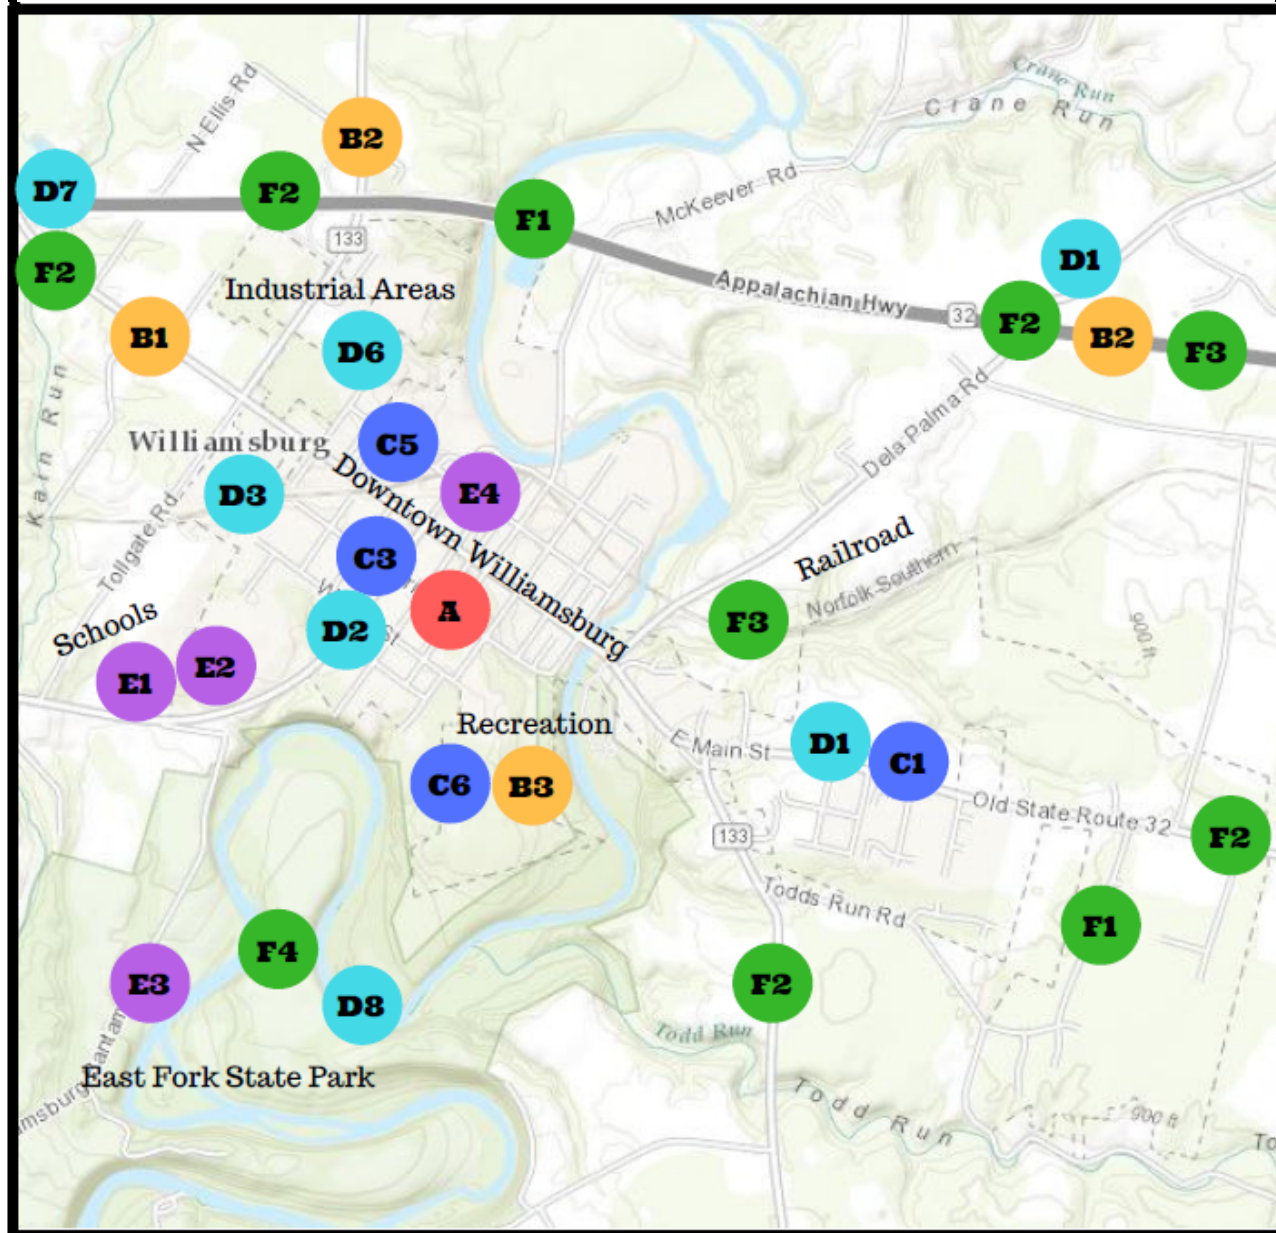 Crane Run
Crane Run
N Ellis Rd
B2
McKeever Rd
D7
F2
F1
133
D1
F2
Industrial Areas
Appalachian Hwy
32
F2
B2
F3
B1
D6
Karn Run
Williamsburg
C5
Dela Palma Rd
D3
Downtown Williamsburg
E4
Tollgate Rd
C3
Railroad
Norfolk Southern
Schools
D2
St
A
F3
900 ft
E1
E2
Recreation
E Main St
D1
C1
C6
B3
Old State Route 32
133
F2
Todds Run Rd
F1
F4
E3
D8
F2
Todd Run
East Fork State Park
Todd Run
900 ft